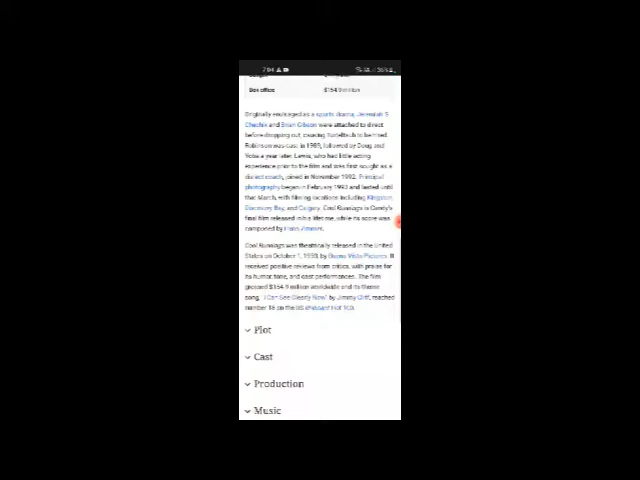 Box office $154.9 million
Originally envisaged as a sports drama, Jeremiah S.
Chechik and Brian Gibson were attached to direct
before dropping out, causing Turteltaub to be hired.
Robinson was cast in 1989, followed by Doug and
Yoba a year later. Lewis, who had little acting
experience prior to the film and was first sought as a
dialect coach, joined in November 1992. Principal
photography began in February 1993 and lasted until
that March, with filming locations including Kingston,
Discovery Bay, and Calgary. Cool Runnings is Candy's
final film released in his lifetime, while its score was
composed by Hans Zimmer.
Cool Runnings was theatrically released in the United
States on October 1, 1993, by Buena Vista Pictures. It
received positive reviews from critics, with praise for
its humor, tone, and cast performances. The film
grossed $154.9 million worldwide and its theme
song, "I Can See Clearly Now" by Jimmy Cliff, reached
number 18 on the US Billboard Hot 100.
Plot
Cast
Production
Music